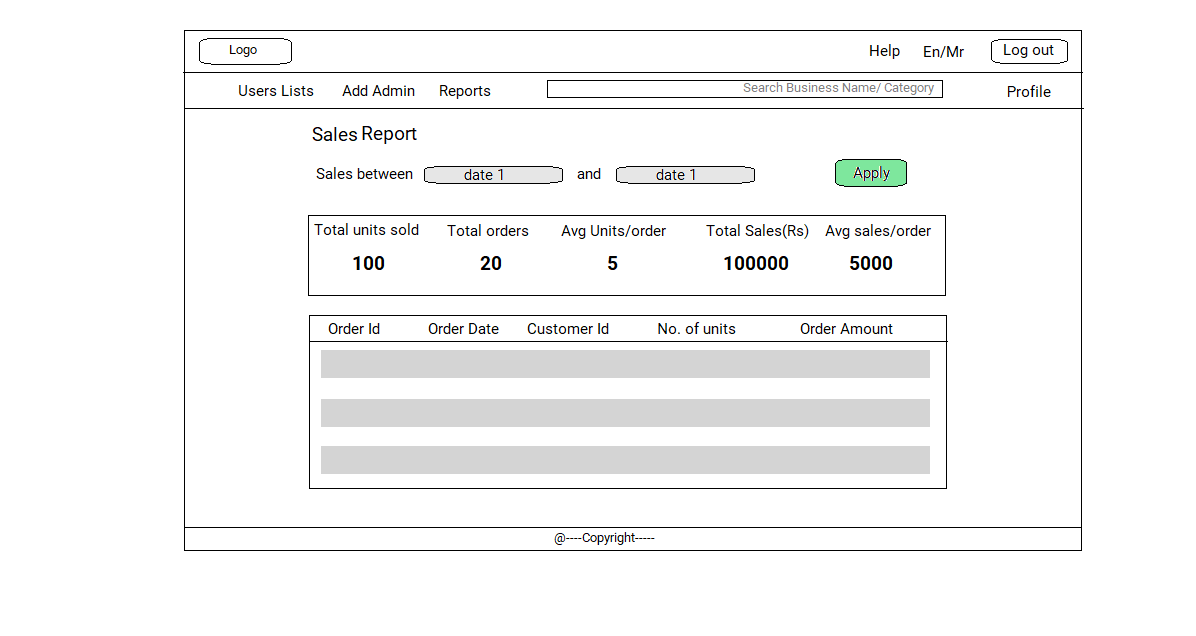 Logo Help En/Mr Log out
Users Lists Add Admin Reports Search Business Name/ Category Profile
Sales Report
Sales between date 1 and date 1 Apply
Total units sold Total orders Avg Units/order Total Sales(Rs) Avg sales/order
100 20 5 100000 5000
Order Id Order Date Customer Id No. of units Order Amount
@----Copyright-----